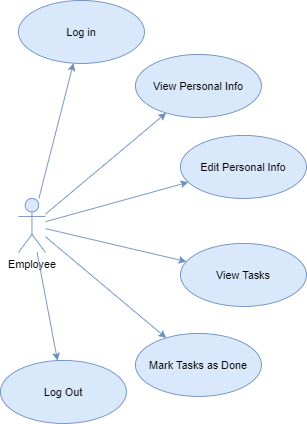 Log in
View Personal Info
Edit Personal Info
Employee
View Tasks
Mark Tasks as Done
Log Out